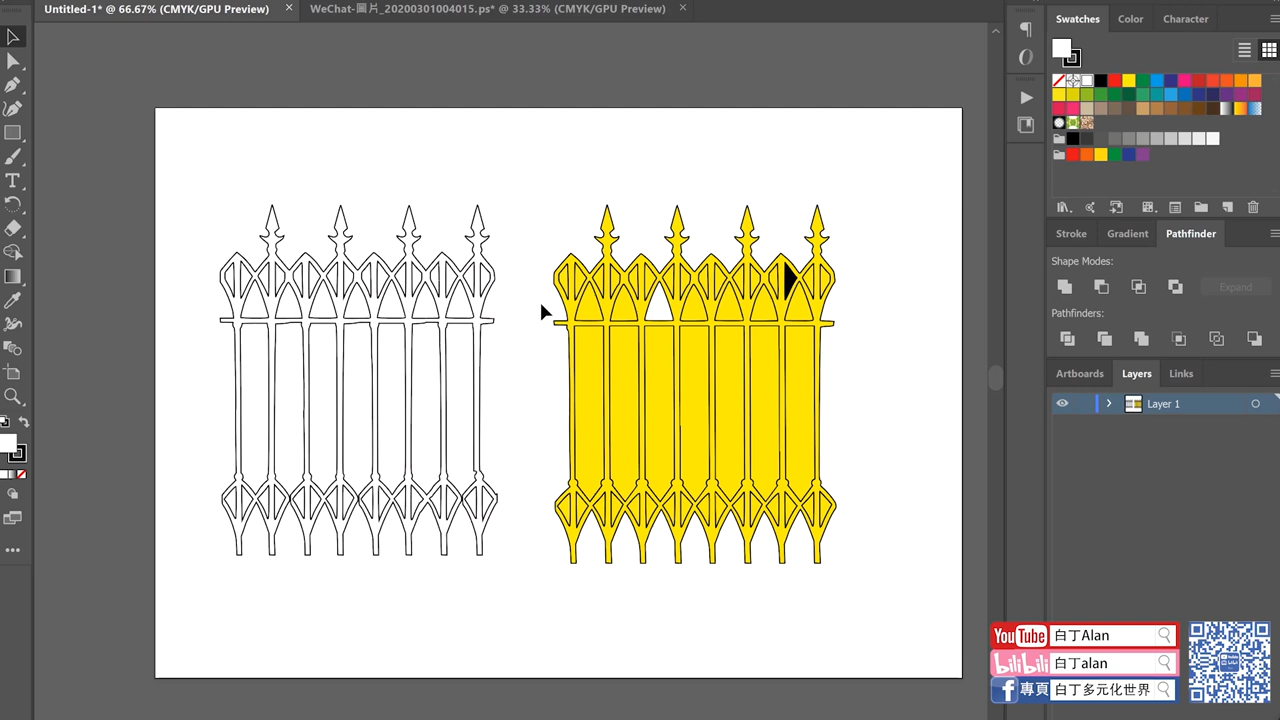 Untitled-1* @ 66.67% (CMYK/GPU Preview)
WeChat-圖片_20200301004015.ps* @ 33.33% (CMYK/GPU Preview)
Swatches
Color
Character
Stroke
Gradient
Pathfinder
Shape Modes:
Expand
Pathfinders:
Artboards
Layers
Links
Layer 1
YouTube 白丁Alan
bilibili 白丁alan
f 專頁 白丁多元化世界